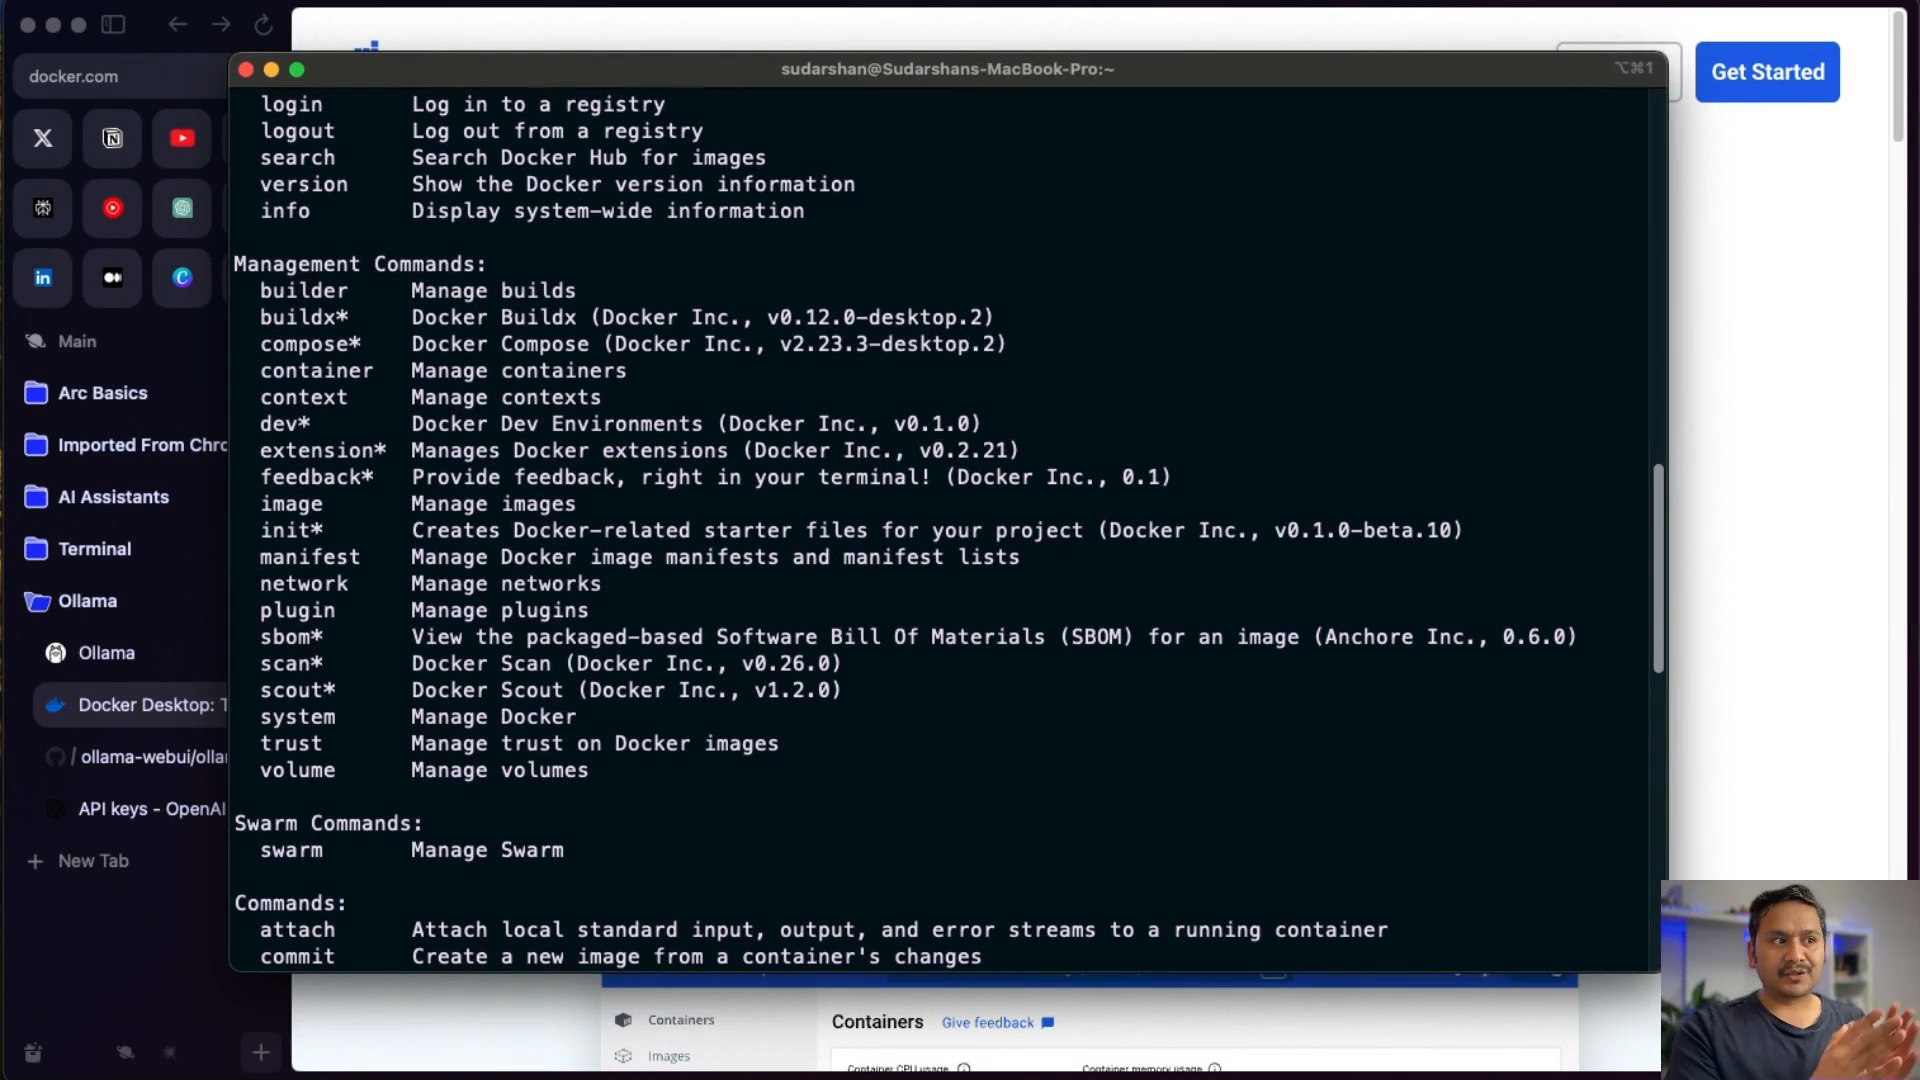 docker.com
Main
Arc Basics
Imported From Chro
AI Assistants
Terminal
Ollama
Ollama
Docker Desktop: T
/ ollama-webui/olla
API keys - OpenAI
New Tab
Get Started
sudarshan@Sudarshans-MacBook-Pro:~
⌥⌘1
login Log in to a registry
logout Log out from a registry
search Search Docker Hub for images
version Show the Docker version information
info Display system-wide information
Management Commands:
builder Manage builds
buildx* Docker Buildx (Docker Inc., v0.12.0-desktop.2)
compose* Docker Compose (Docker Inc., v2.23.3-desktop.2)
container Manage containers
context Manage contexts
dev* Docker Dev Environments (Docker Inc., v0.1.0)
extension* Manages Docker extensions (Docker Inc., v0.2.21)
feedback* Provide feedback, right in your terminal! (Docker Inc., 0.1)
image Manage images
init* Creates Docker-related starter files for your project (Docker Inc., v0.1.0-beta.10)
manifest Manage Docker image manifests and manifest lists
network Manage networks
plugin Manage plugins
sbom* View the packaged-based Software Bill Of Materials (SBOM) for an image (Anchore Inc., 0.6.0)
scan* Docker Scan (Docker Inc., v0.26.0)
scout* Docker Scout (Docker Inc., v1.2.0)
system Manage Docker
trust Manage trust on Docker images
volume Manage volumes
Swarm Commands:
swarm Manage Swarm
Commands:
attach Attach local standard input, output, and error streams to a running container
commit Create a new image from a container's changes
Containers
Images
Containers Give feedback
Container CPU usage Container memory usage